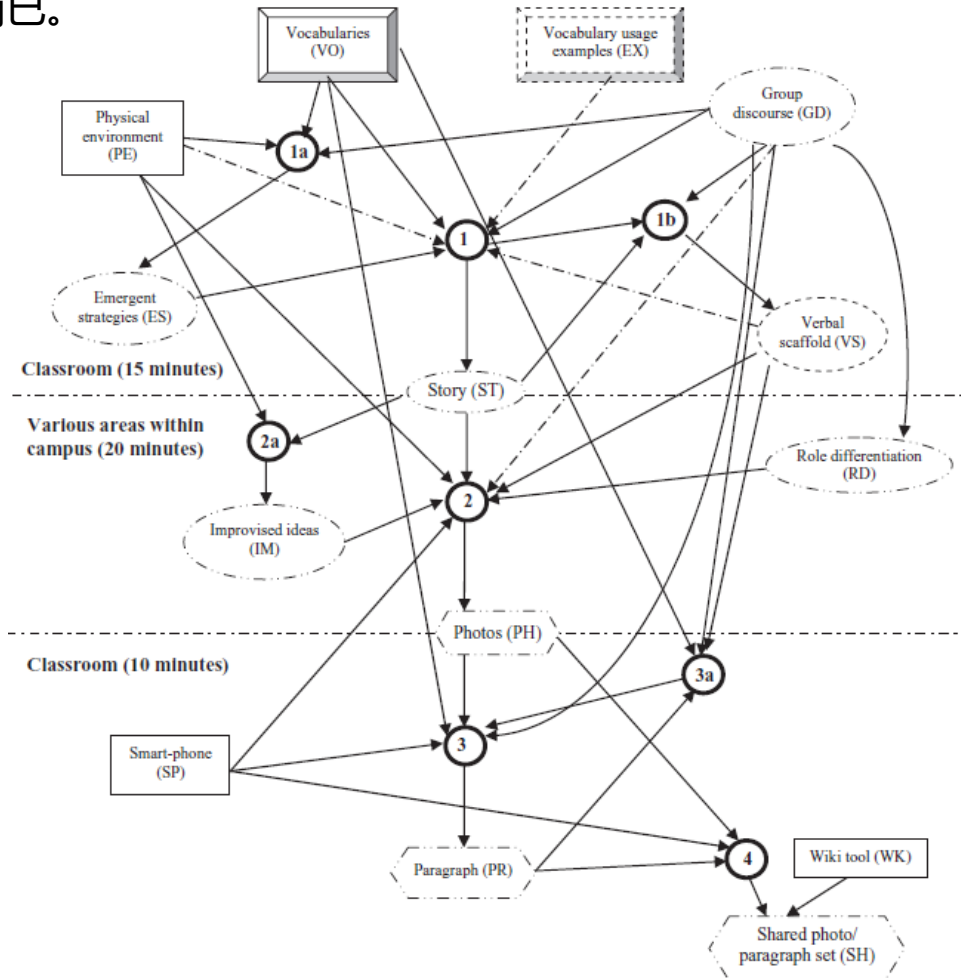 已。
Vocabularies
(VO)
Vocabulary usage
examples (EX)
Group
discourse (GD)
Physical
environment
(PE)
1a
1
1b
Emergent
strategies (ES)
Verbal
scaffold (VS)
Classroom (15 minutes)
Story (ST)
Various areas within
campus (20 minutes)
2a
Role differentiation
(RD)
2
Improvised ideas
(IM)
Photos (PH)
Classroom (10 minutes)
3a
3
Smart-phone
(SP)
4
Wiki tool (WK)
Paragraph (PR)
Shared photo/
paragraph set (SH)